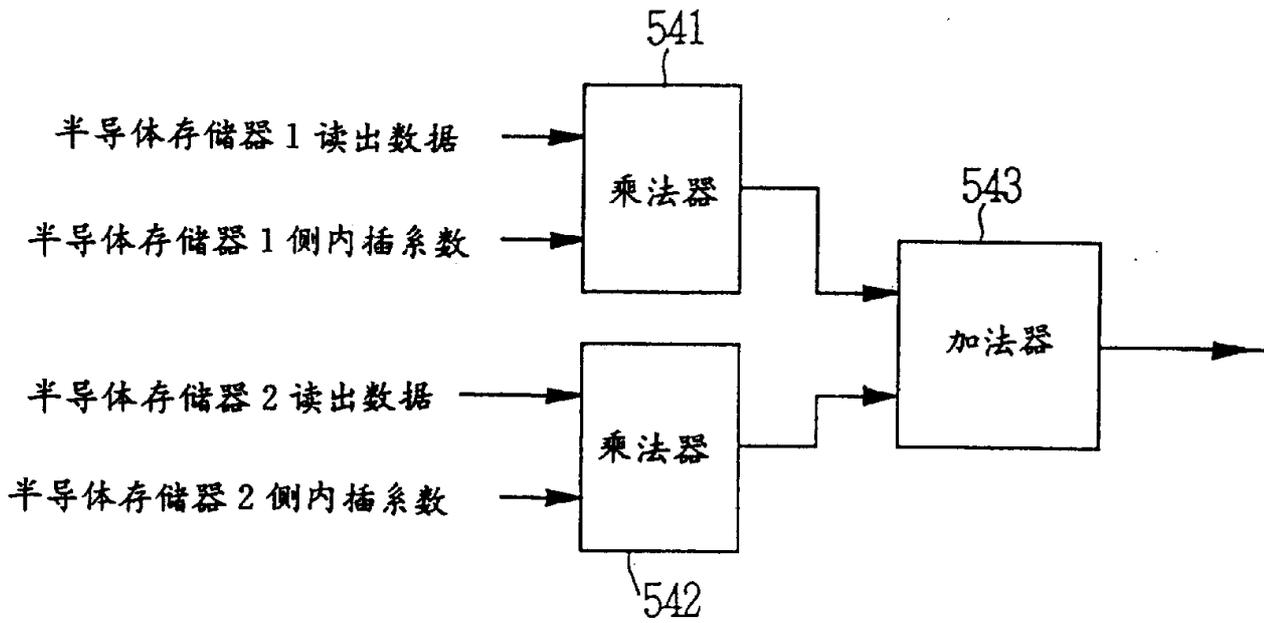 541
半导体存储器1读出数据
乘法器
半导体存储器1侧内插系数
543
加法器
半导体存储器2读出数据
乘法器
半导体存储器2侧内插系数
542